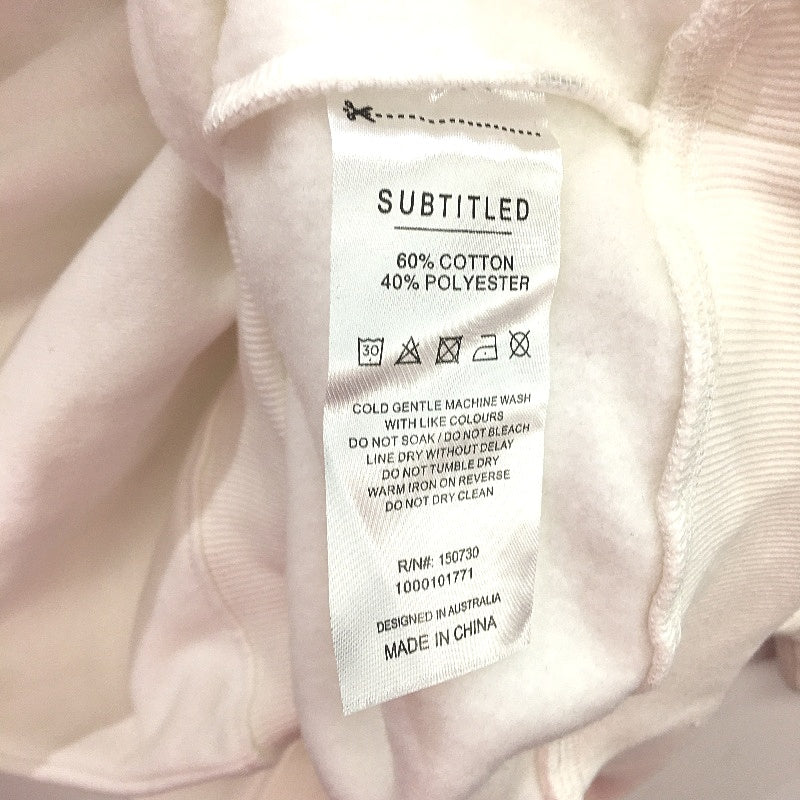 SUBTITLED
60% COTTON
40% POLYESTER
30
COLD GENTLE MACHINE WASH
WITH LIKE COLOURS
DO NOT SOAK / DO NOT BLEACH
LINE DRY WITHOUT DELAY
DO NOT TUMBLE DRY
WARM IRON ON REVERSE
DO NOT DRY CLEAN
R/N#: 150730
1000101771
DESIGNED IN AUSTRALIA
MADE IN CHINA